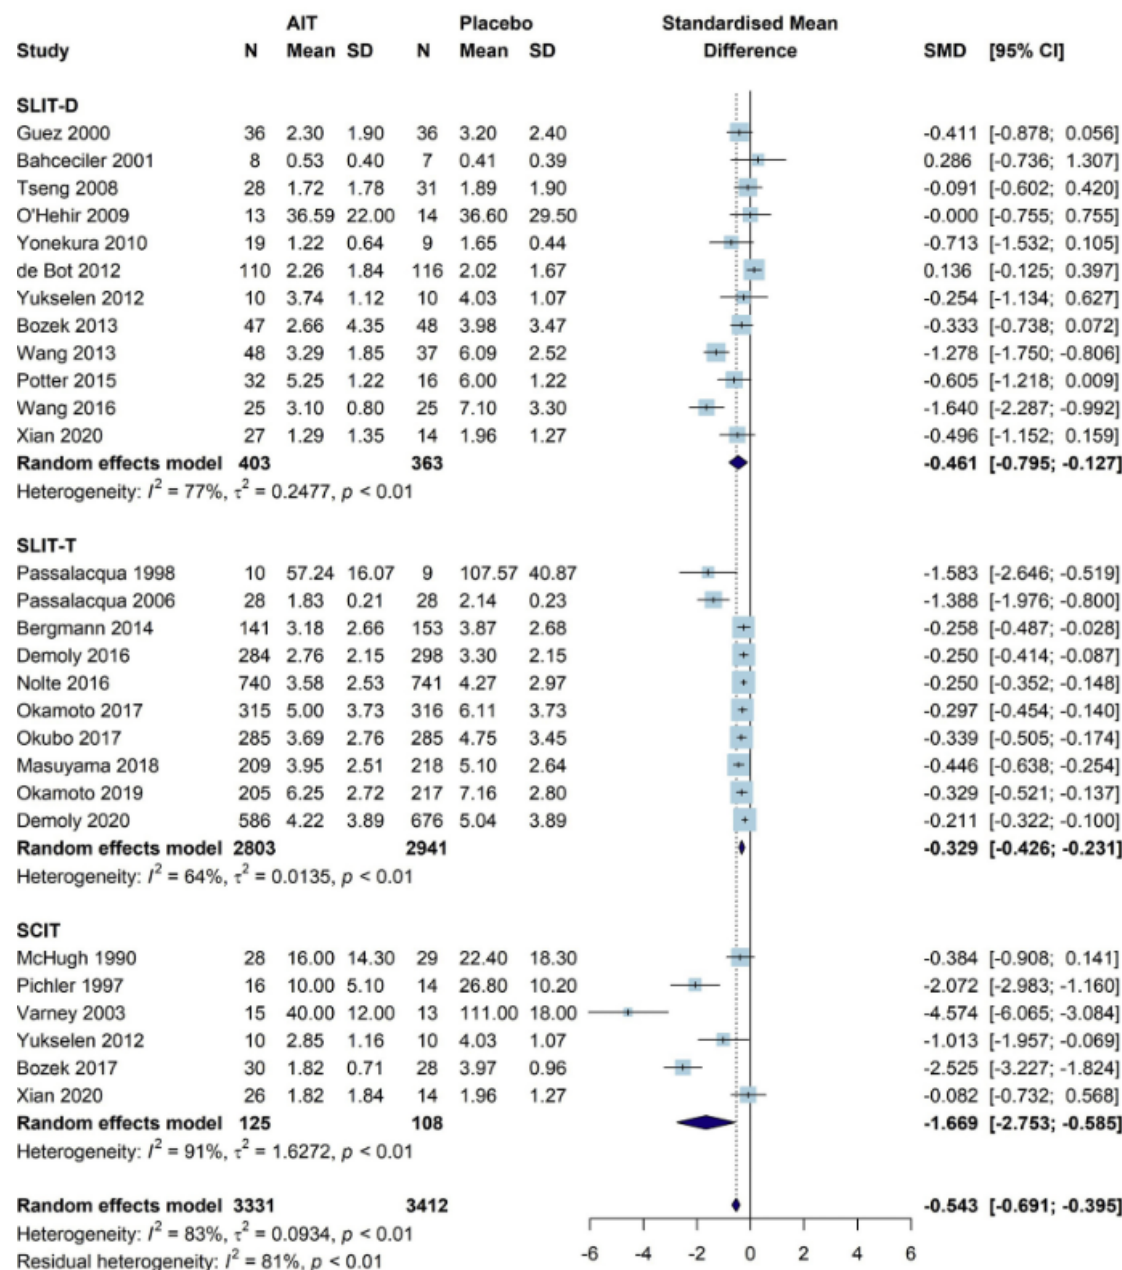 AIT Placebo Standardised Mean
Study N Mean SD N Mean SD Difference SMD [95% CI]
SLIT-D
Guez 2000 36 2.30 1.90 36 3.20 2.40 -0.411 [-0.878; 0.056]
Bahceciler 2001 8 0.53 0.40 7 0.41 0.39 0.286 [-0.736; 1.307]
Tseng 2008 28 1.72 1.78 31 1.89 1.90 -0.091 [-0.602; 0.420]
O'Hehir 2009 13 36.59 22.00 14 36.60 29.50 -0.000 [-0.755; 0.755]
Yonekura 2010 19 1.22 0.64 9 1.65 0.44 -0.713 [-1.532; 0.105]
de Bot 2012 110 2.26 1.84 116 2.02 1.67 0.136 [-0.125; 0.397]
Yukselen 2012 10 3.74 1.12 10 4.03 1.07 -0.254 [-1.134; 0.627]
Bozek 2013 47 2.66 4.35 48 3.98 3.47 -0.333 [-0.738; 0.072]
Wang 2013 48 3.29 1.85 37 6.09 2.52 -1.278 [-1.750; -0.806]
Potter 2015 32 5.25 1.22 16 6.00 1.22 -0.605 [-1.218; 0.009]
Wang 2016 25 3.10 0.80 25 7.10 3.30 -1.640 [-2.287; -0.992]
Xian 2020 27 1.29 1.35 14 1.96 1.27 -0.496 [-1.152; 0.159]
Random effects model 403 363 -0.461 [-0.795; -0.127]
Heterogeneity: I² = 77%, τ² = 0.2477, p < 0.01
SLIT-T
Passalacqua 1998 10 57.24 16.07 9 107.57 40.87 -1.583 [-2.646; -0.519]
Passalacqua 2006 28 1.83 0.21 28 2.14 0.23 -1.388 [-1.976; -0.800]
Bergmann 2014 141 3.18 2.66 153 3.87 2.68 -0.258 [-0.487; -0.028]
Demoly 2016 284 2.76 2.15 298 3.30 2.15 -0.250 [-0.414; -0.087]
Nolte 2016 740 3.58 2.53 741 4.27 2.97 -0.250 [-0.352; -0.148]
Okamoto 2017 315 5.00 3.73 316 6.11 3.73 -0.297 [-0.454; -0.140]
Okubo 2017 285 3.69 2.76 285 4.75 3.45 -0.339 [-0.505; -0.174]
Masuyama 2018 209 3.95 2.51 218 5.10 2.64 -0.446 [-0.638; -0.254]
Okamoto 2019 205 6.25 2.72 217 7.16 2.80 -0.329 [-0.521; -0.137]
Demoly 2020 586 4.22 3.89 676 5.04 3.89 -0.211 [-0.322; -0.100]
Random effects model 2803 2941 -0.329 [-0.426; -0.231]
Heterogeneity: I² = 64%, τ² = 0.0135, p < 0.01
SCIT
McHugh 1990 28 16.00 14.30 29 22.40 18.30 -0.384 [-0.908; 0.141]
Pichler 1997 16 10.00 5.10 14 26.80 10.20 -2.072 [-2.983; -1.160]
Varney 2003 15 40.00 12.00 13 111.00 18.00 -4.574 [-6.065; -3.084]
Yukselen 2012 10 2.85 1.16 10 4.03 1.07 -1.013 [-1.957; -0.069]
Bozek 2017 30 1.82 0.71 28 3.97 0.96 -2.525 [-3.227; -1.824]
Xian 2020 26 1.82 1.84 14 1.96 1.27 -0.082 [-0.732; 0.568]
Random effects model 125 108 -1.669 [-2.753; -0.585]
Heterogeneity: I² = 91%, τ² = 1.6272, p < 0.01
Random effects model 3331 3412 -0.543 [-0.691; -0.395]
Heterogeneity: I² = 83%, τ² = 0.0934, p < 0.01
Residual heterogeneity: I² = 81%, p < 0.01
-6 -4 -2 0 2 4 6